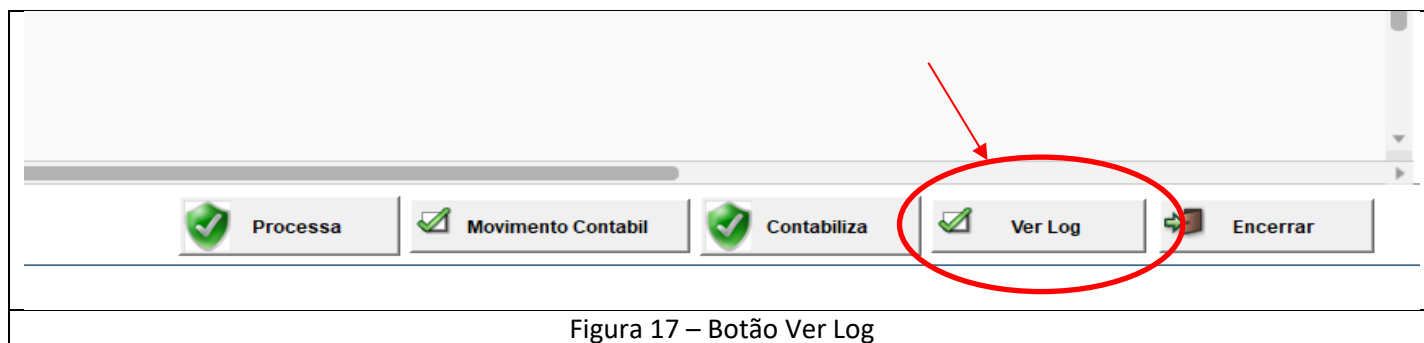 Processa Movimento Contabil Contabiliza Ver Log Encerrar
Figura 17 – Botão Ver Log